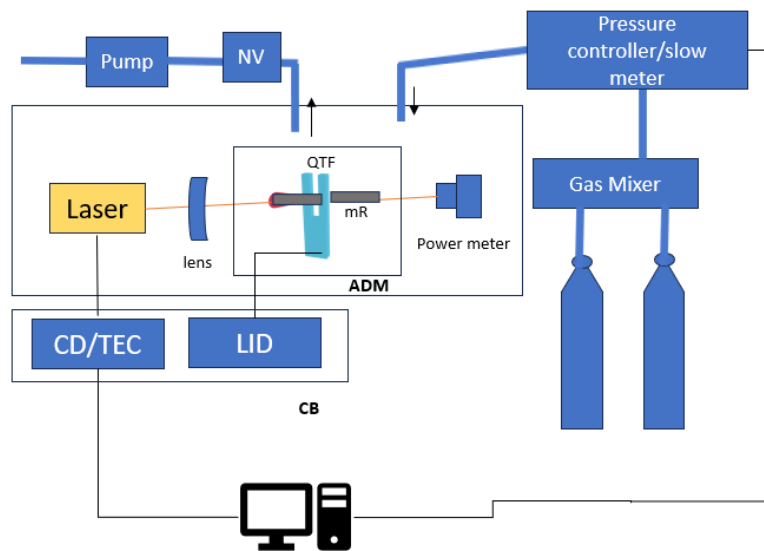 Pump
NV
Pressure
controller/slow
meter
Gas Mixer
QTF
Laser
mR
lens
Power meter
ADM
CD/TEC
LID
CB